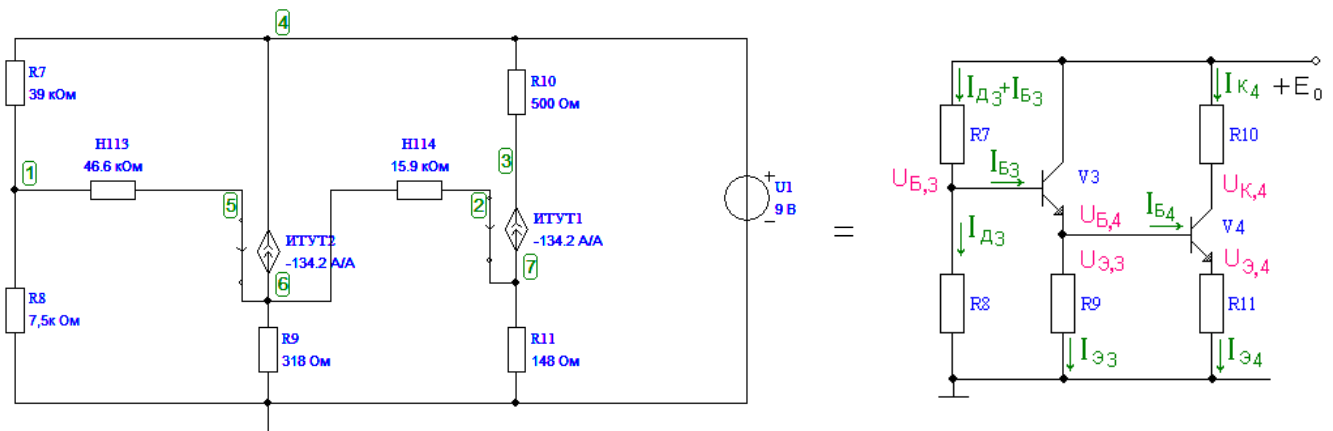 4
R7
39 кОм
R10
500 Ом
H113
46.6 кОм
H114
15.9 кОм
3
1
5
2
U1
9 В
+
−
ИТУТ2
-134.2 А/А
ИТУТ1
-134.2 А/А
6
7
R8
7,5к Ом
R9
318 Ом
R11
148 Ом
=
IД3+IБ3
IК4
+E0
R7
R10
IБ3
V3
UБ,3
UК,4
UБ,4
IБ4
V4
IД3
UЭ,3
UЭ,4
R8
R9
R11
IЭ3
IЭ4